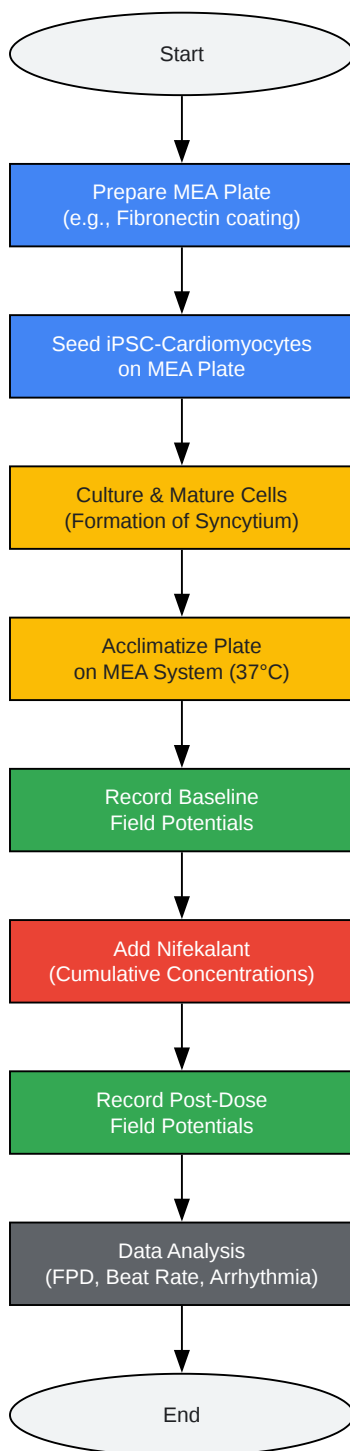 Start
Prepare MEA Plate
(e.g., Fibronectin coating)
Seed iPSC-Cardiomyocytes
on MEA Plate
Culture & Mature Cells
(Formation of Syncytium)
Acclimatize Plate
on MEA System (37°C)
Record Baseline
Field Potentials
Add Nifekalant
(Cumulative Concentrations)
Record Post-Dose
Field Potentials
Data Analysis
(FPD, Beat Rate, Arrhythmia)
End